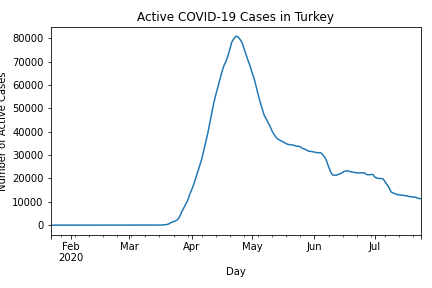 Active COVID-19 Cases in Turkey
Number of Active Cases
80000
70000
60000
50000
40000
30000
20000
10000
0
Feb Mar Apr May Jun Jul
2020
Day